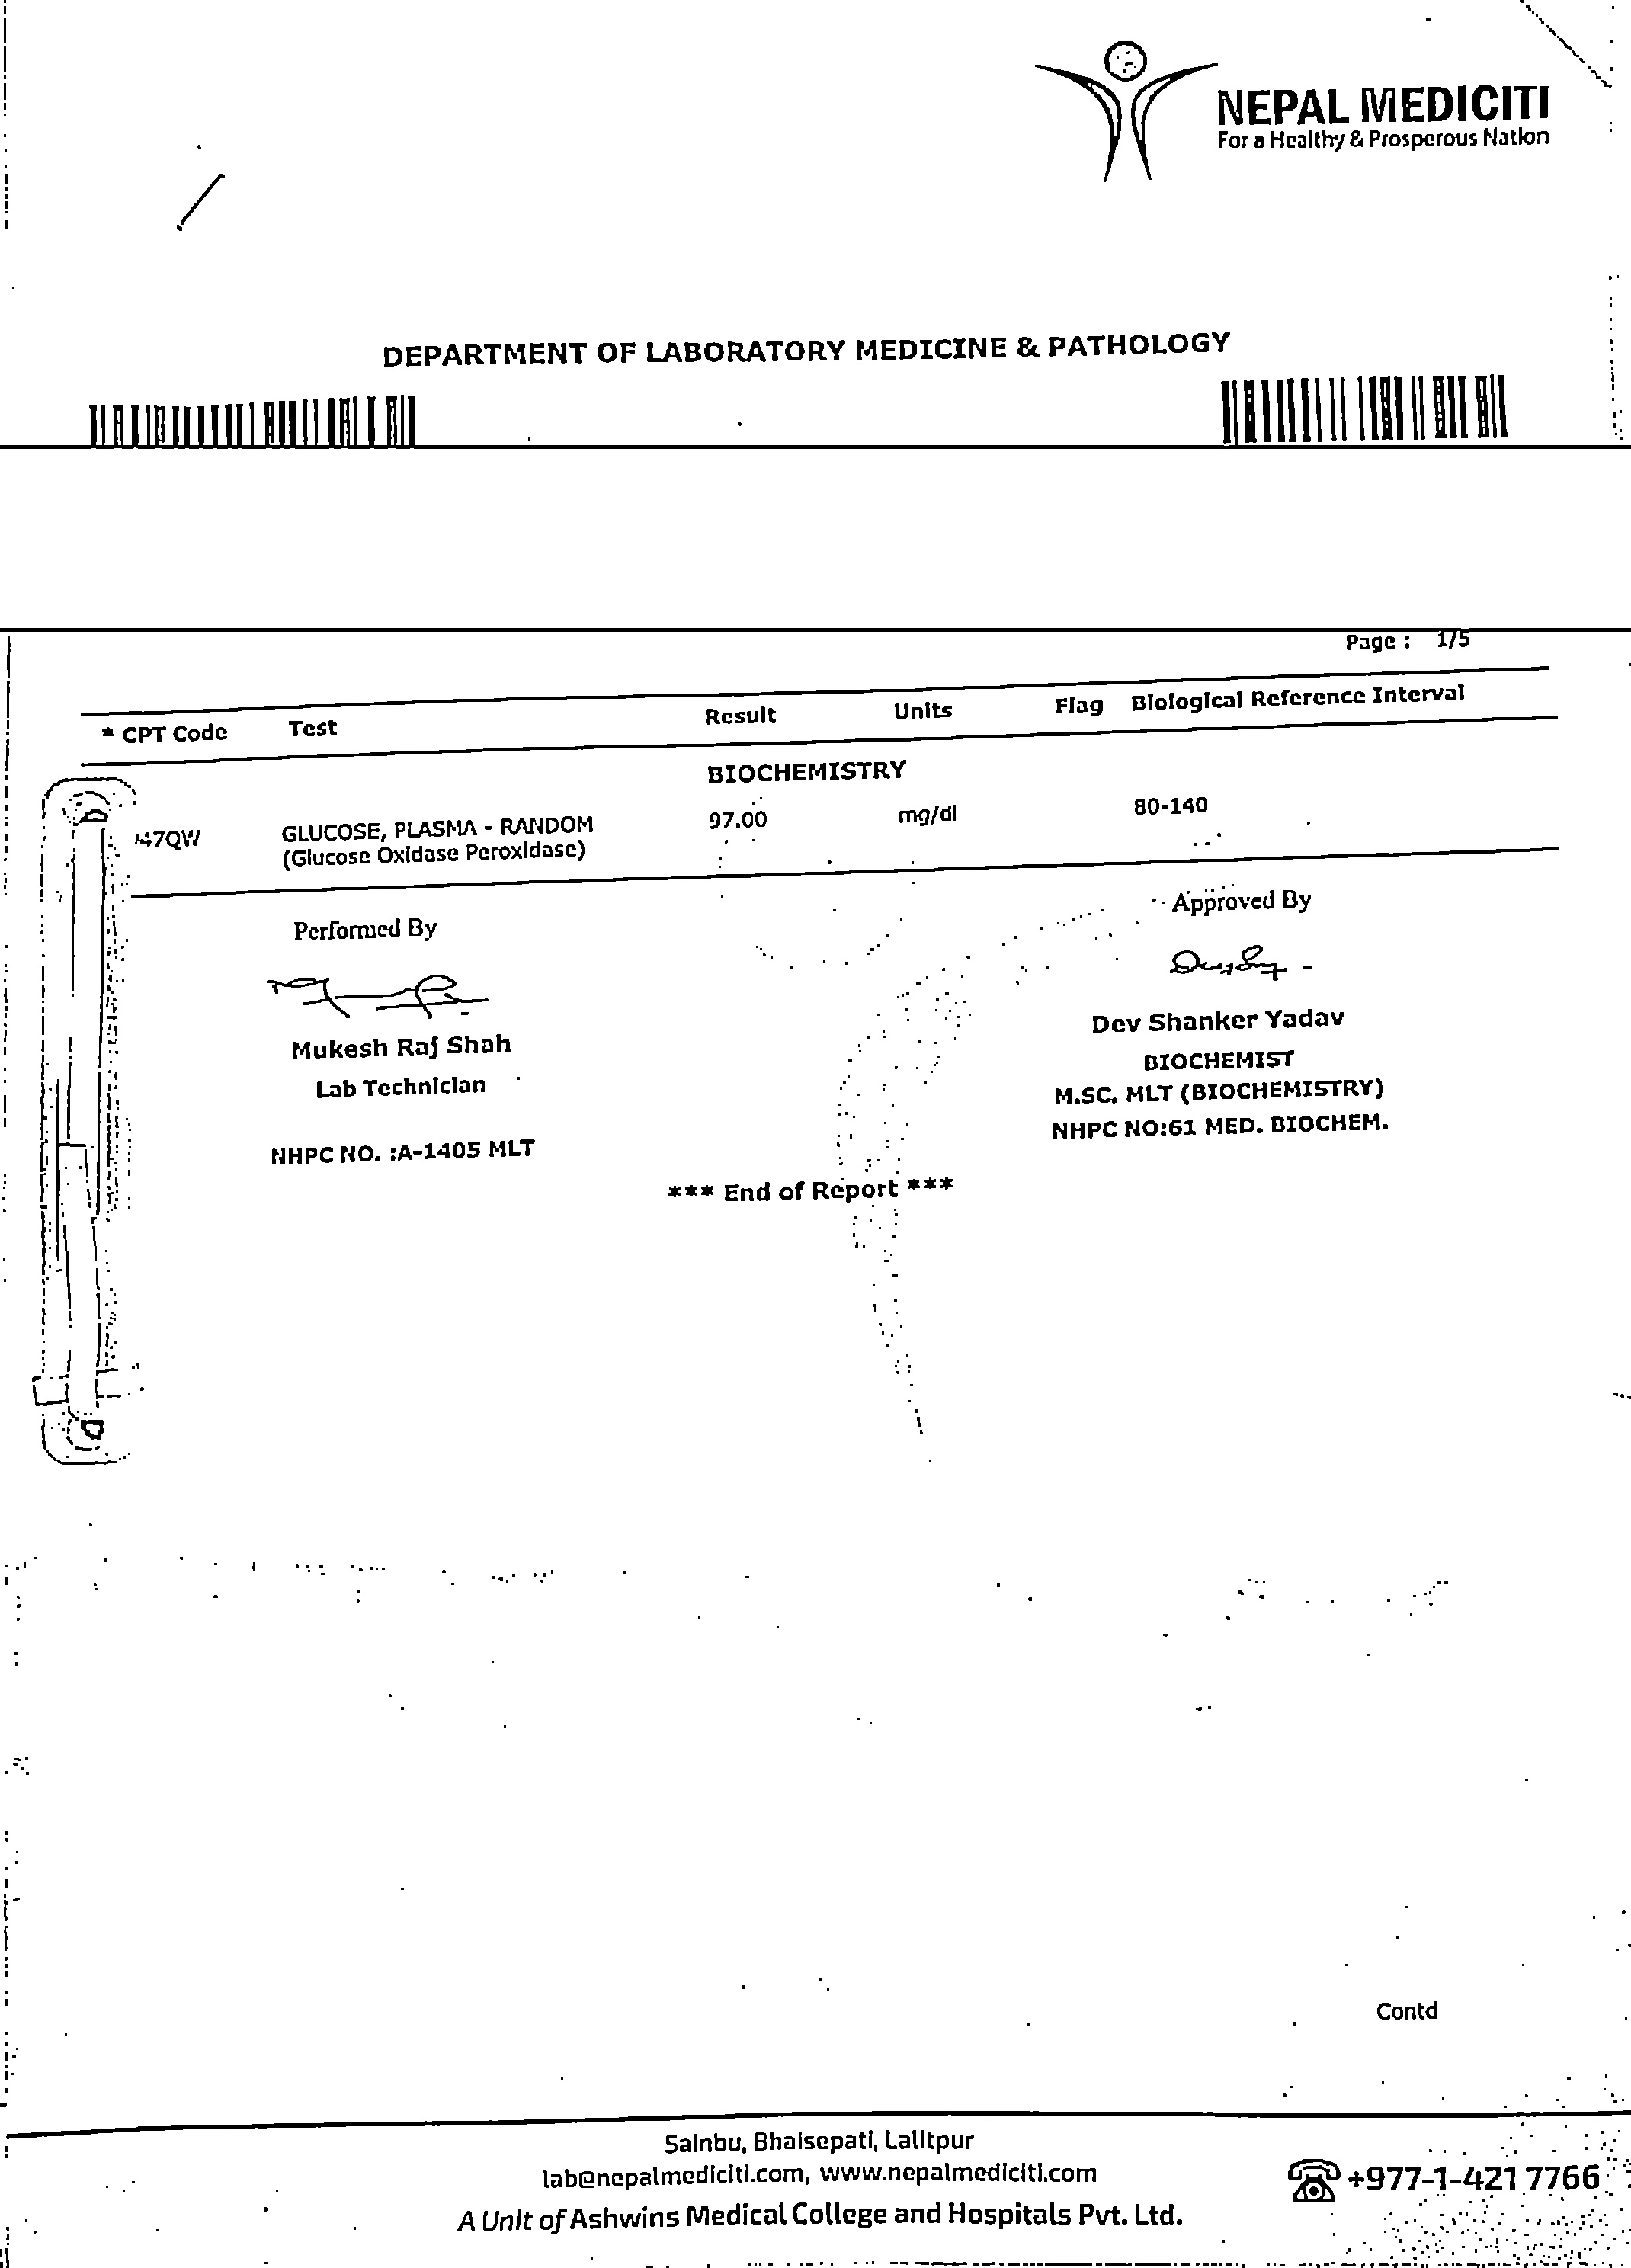 NEPAL MEDICITI
For a Healthy & Prosperous Nation
DEPARTMENT OF LABORATORY MEDICINE & PATHOLOGY
Page : 1/5
* CPT Code Test Result Units Flag Biological Reference Interval
BIOCHEMISTRY
47QW GLUCOSE, PLASMA - RANDOM 97.00 mg/dl 80-140
(Glucose Oxidase Peroxidase)
Performed By Approved By
Mukesh Raj Shah Dev Shanker Yadav
Lab Technician BIOCHEMIST
M.SC. MLT (BIOCHEMISTRY)
NHPC NO. :A-1405 MLT NHPC NO:61 MED. BIOCHEM.
*** End of Report ***
Contd
Sainbu, Bhaisepati, Lalitpur
lab@nepalmediciti.com, www.nepalmediciti.com
+977-1-421 7766
A Unit of Ashwins Medical College and Hospitals Pvt. Ltd.